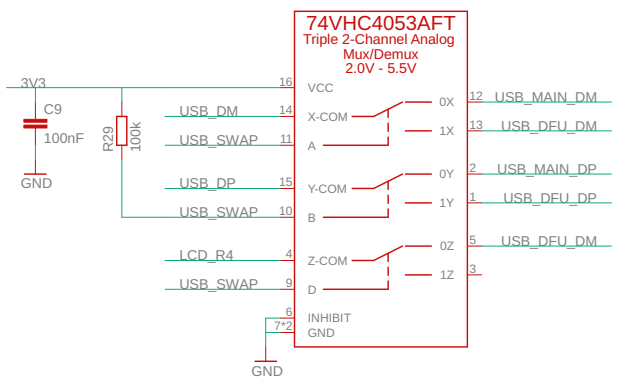 74VHC4053AFT
Triple 2-Channel Analog
Mux/Demux
2.0V - 5.5V
3V3
16
VCC
C9
100nF
GND
R29
100k
USB_DM
14
X-COM
0X
12
USB_MAIN_DM
USB_SWAP
11
A
1X
13
USB_DFU_DM
USB_DP
15
Y-COM
0Y
2
USB_MAIN_DP
USB_SWAP
10
B
1Y
1
USB_DFU_DP
LCD_R4
4
Z-COM
0Z
5
USB_DFU_DM
USB_SWAP
9
D
1Z
3
6
INHIBIT
7*2
GND
GND